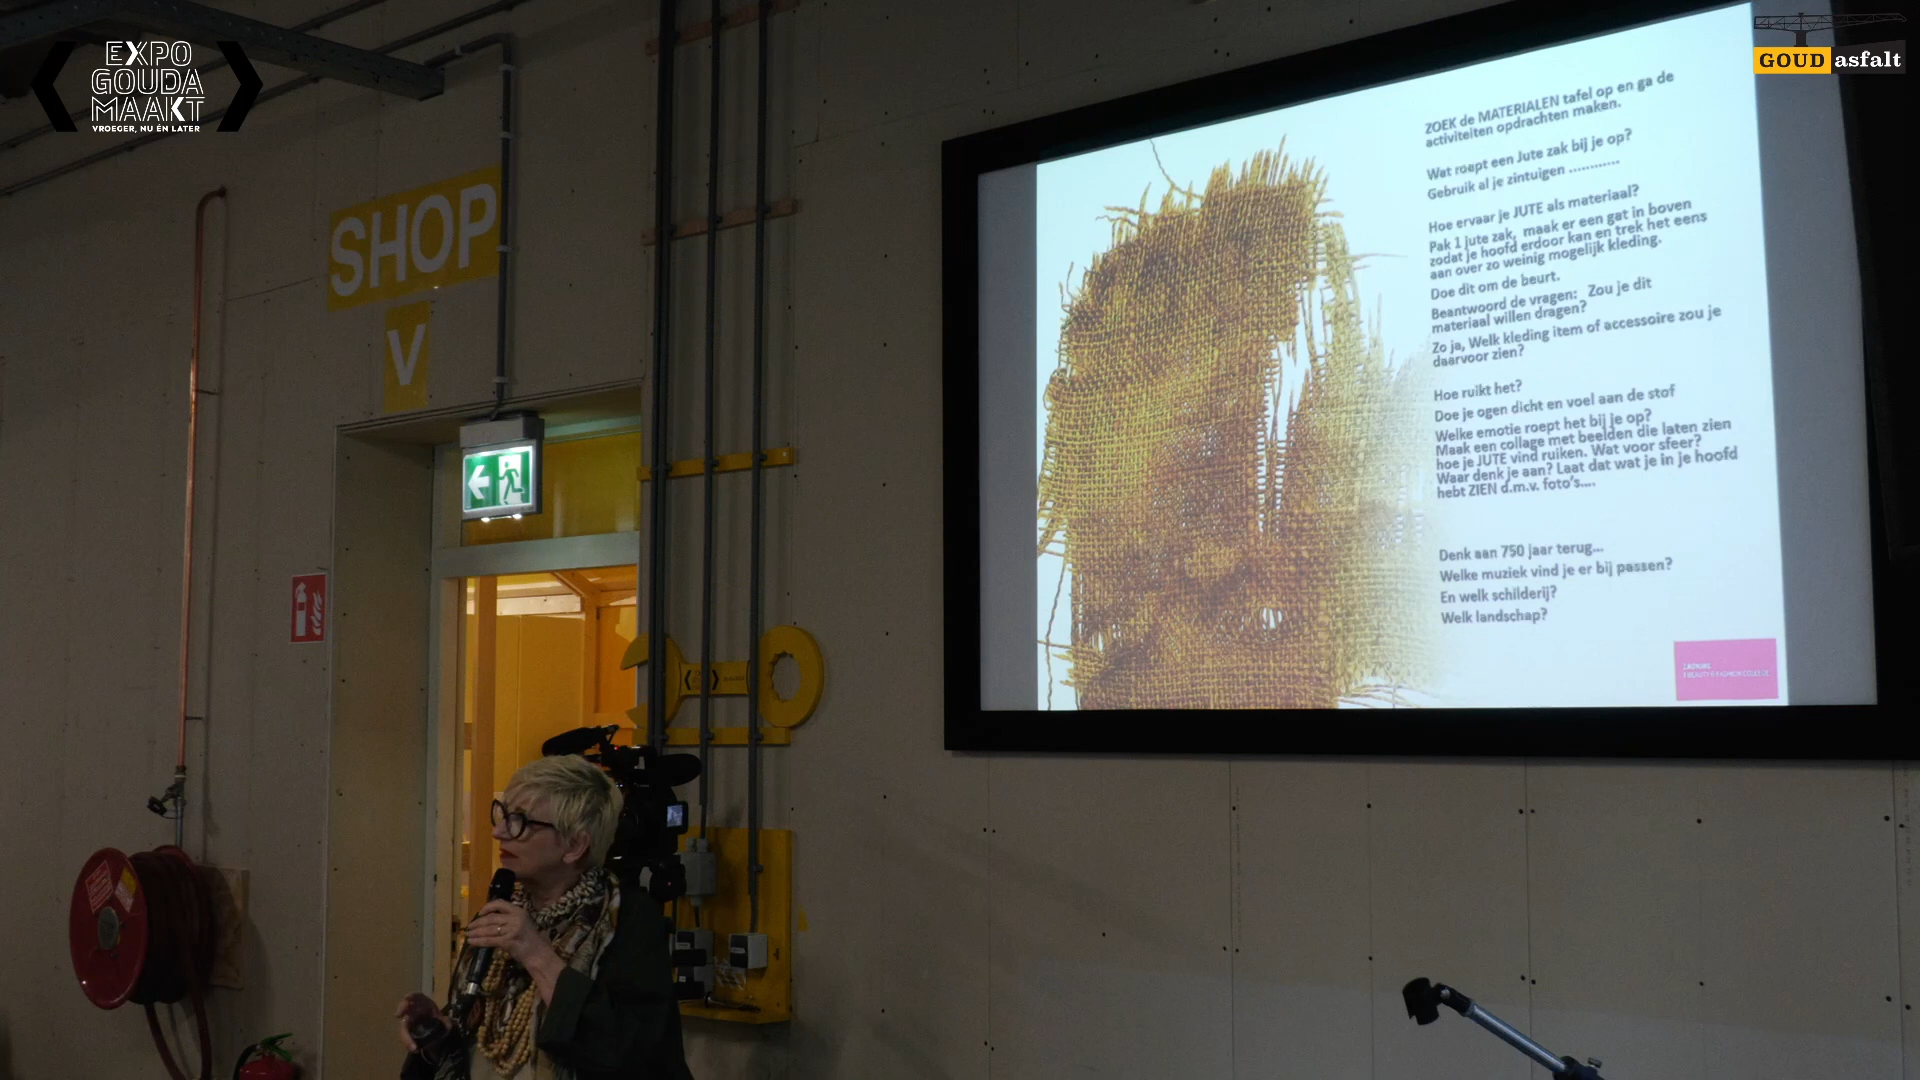 EXPO
GOUDA
MAAKT
VROEGER, NU ÉN LATER
GOUDasfalt
SHOP
V
ZOEK de MATERIALEN tafel op en ga de
activiteiten opdrachten maken.
Wat roept een Jute zak bij je op?
Gebruik al je zintuigen ............
Hoe ervaar je JUTE als materiaal?
Pak 1 jute zak, maak er een gat in boven
zodat je hoofd erdoor kan en trek het eens
aan over zo weinig mogelijk kleding.
Doe dit om de beurt.
Beantwoord de vragen: Zou je dit
materiaal willen dragen?
Zo ja, Welk kleding item of accessoire zou je
daarvoor zien?
Hoe ruikt het?
Doe je ogen dicht en voel aan de stof
Welke emotie roept het bij je op?
Maak een collage met beelden die laten zien
hoe je JUTE vind ruiken. Wat voor sfeer?
Waar denk je aan? Laat dat wat je in je hoofd
hebt ZIEN d.m.v. foto's....
Denk aan 750 jaar terug...
Welke muziek vind je er bij passen?
En welk schilderij?
Welk landschap?